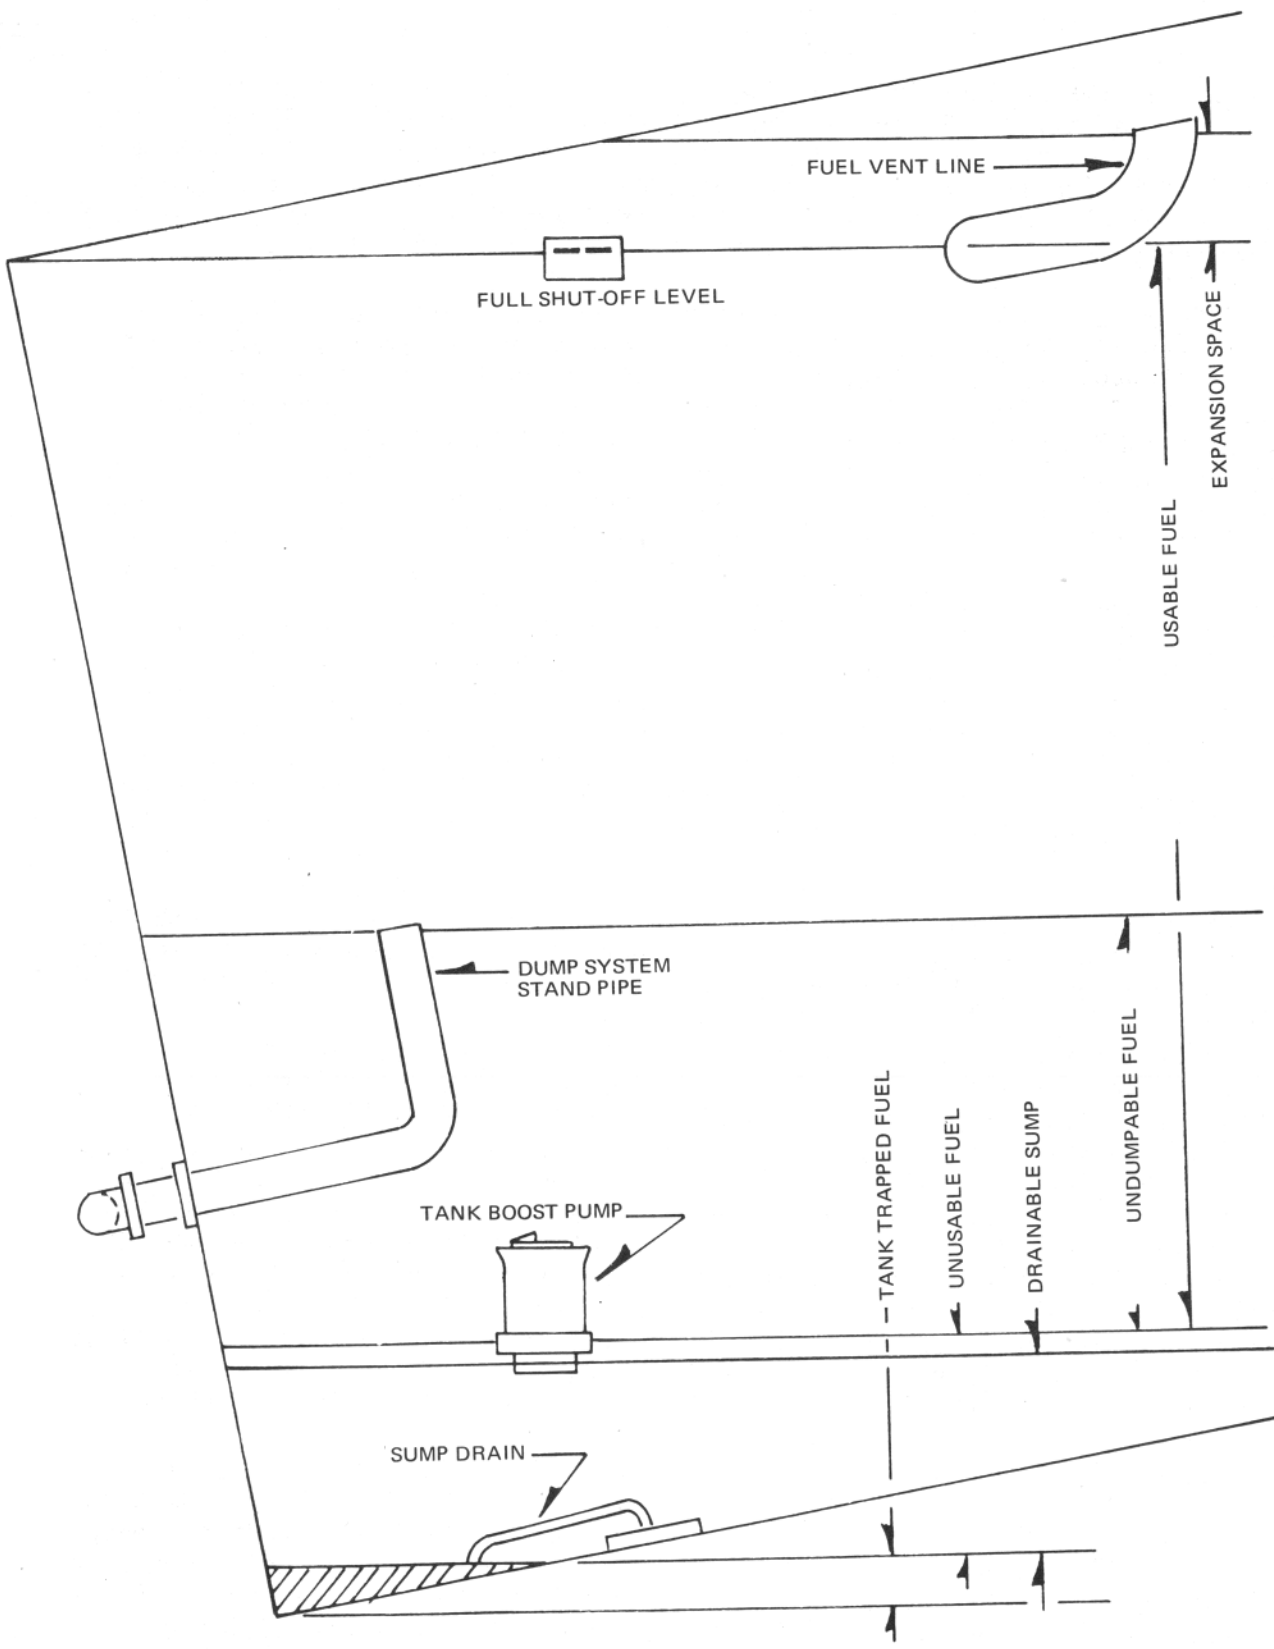 FUEL VENT LINE
FULL SHUT-OFF LEVEL
EXPANSION SPACE
USABLE FUEL
DUMP SYSTEM
STAND PIPE
UNDUMPABLE FUEL
TANK TRAPPED FUEL
UNUSABLE FUEL
DRAINABLE SUMP
TANK BOOST PUMP
SUMP DRAIN